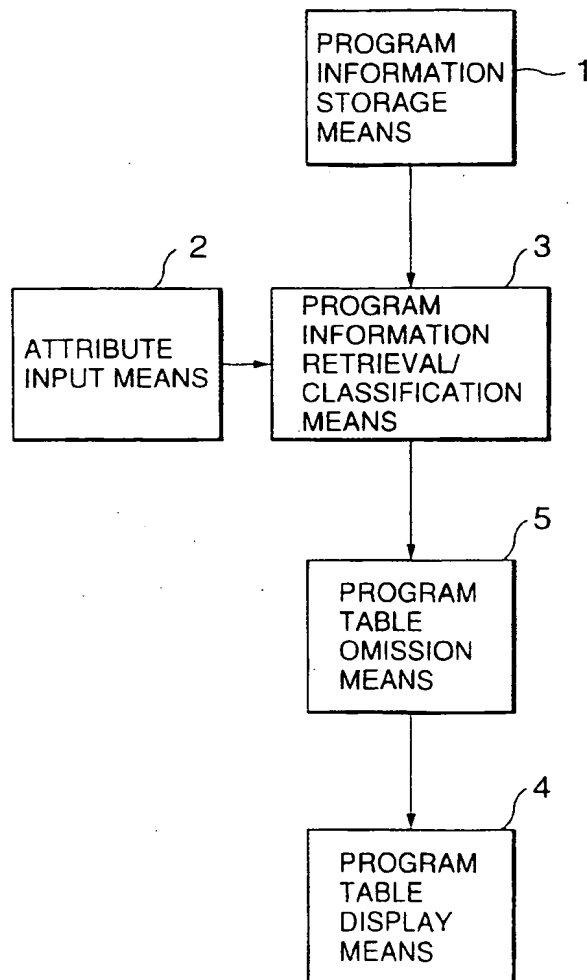 PROGRAM
INFORMATION
STORAGE
MEANS
1
2
ATTRIBUTE
INPUT MEANS
3
PROGRAM
INFORMATION
RETRIEVAL/
CLASSIFICATION
MEANS
5
PROGRAM
TABLE
OMISSION
MEANS
4
PROGRAM
TABLE
DISPLAY
MEANS